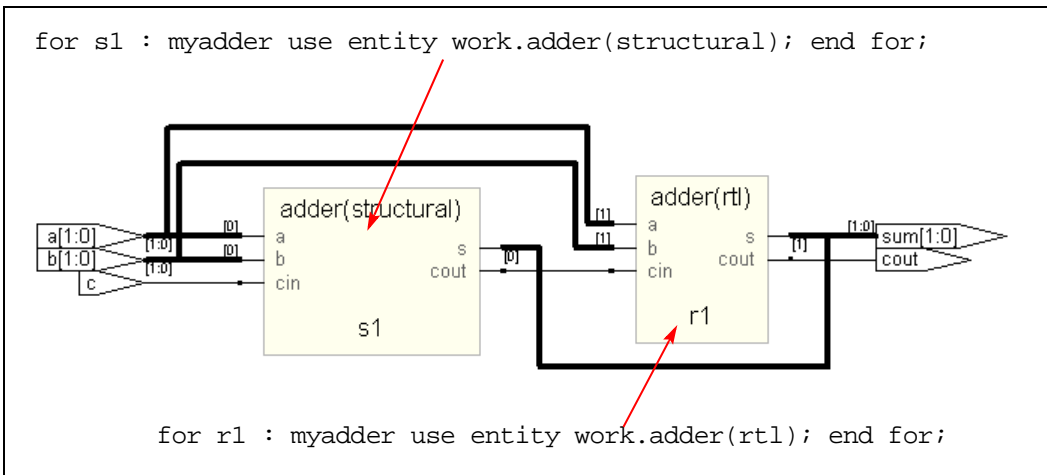 for s1 : myadder use entity work.adder(structural); end for;
adder(structural)
a
b
cin
s
cout
s1
adder(rtl)
a
b
cin
s
cout
r1
a[1:0]
b[1:0]
c
[1:0]
[1:0]
[0]
[0]
[0]
[1]
[1]
[1]
[1:0]
sum[1:0]
cout
for r1 : myadder use entity work.adder(rtl); end for;